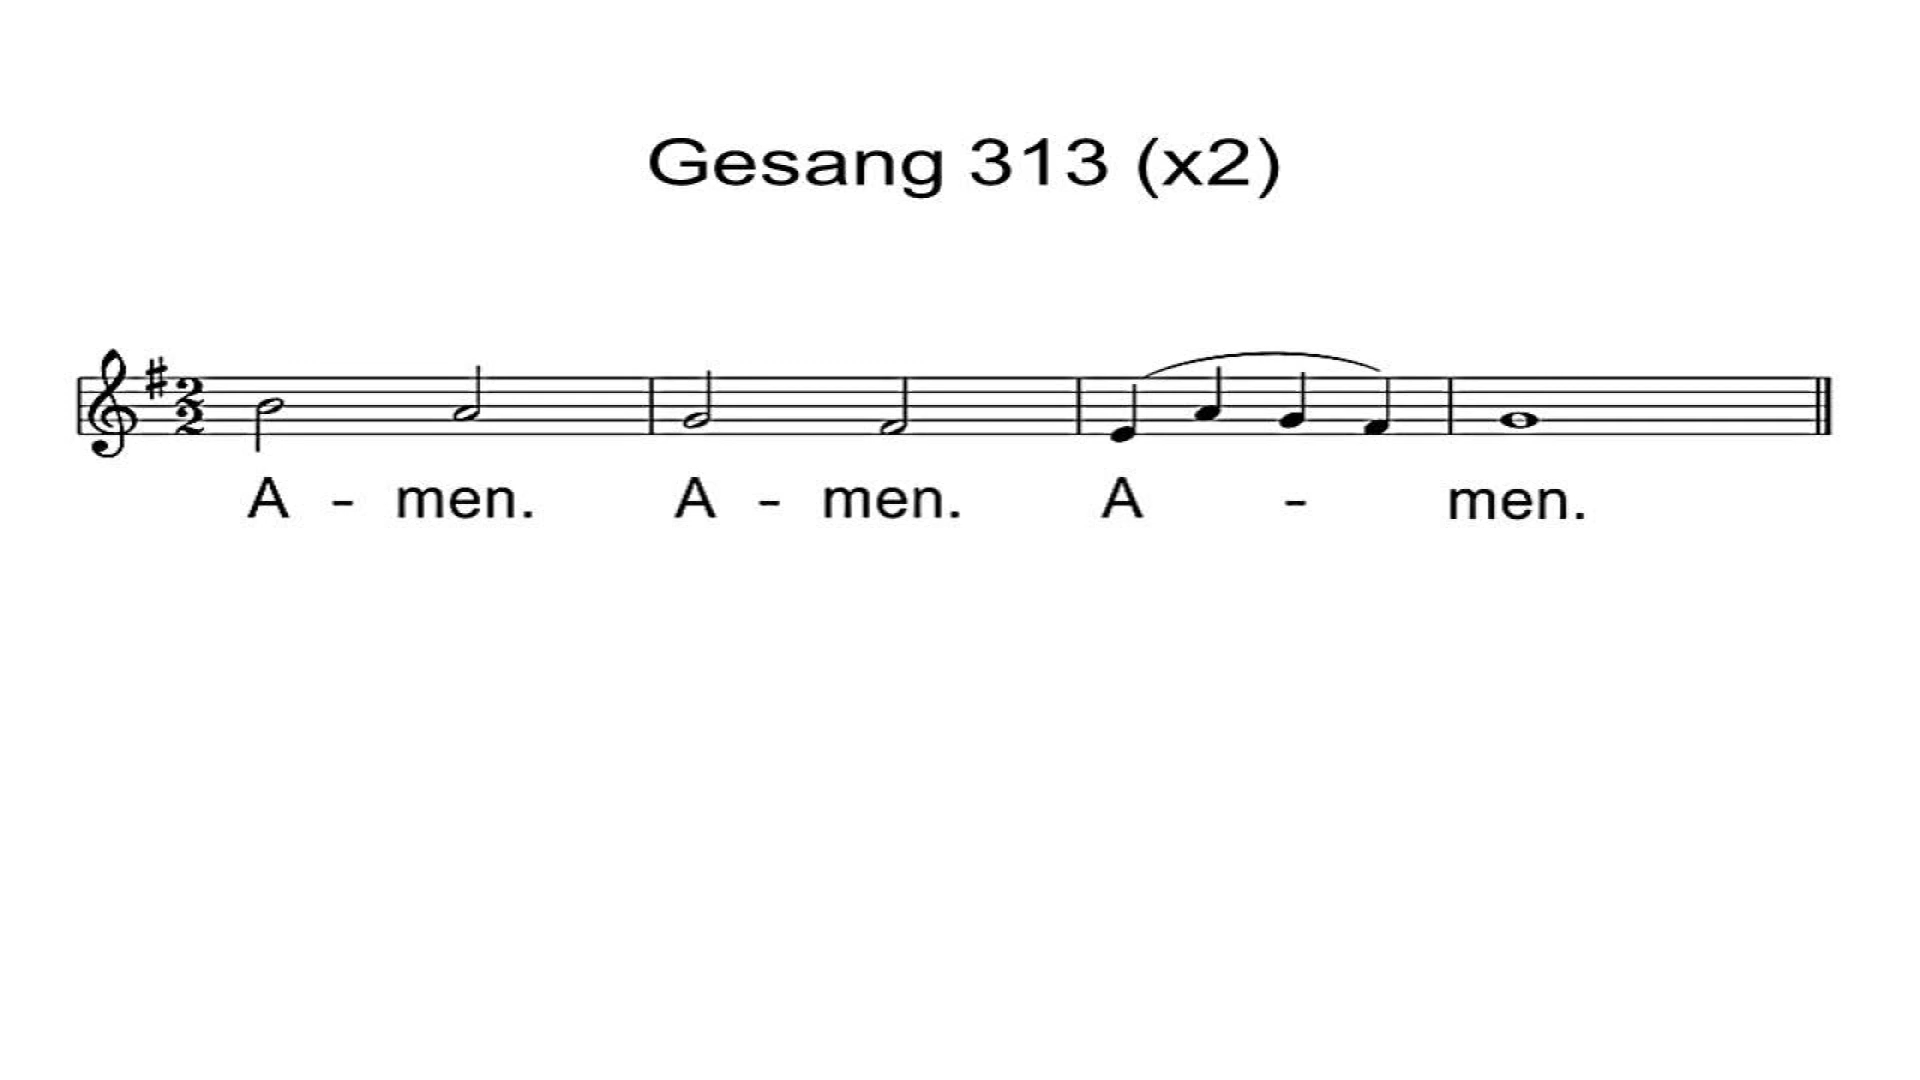 Gesang 313 (x2)
A - men. A - men. A - men.